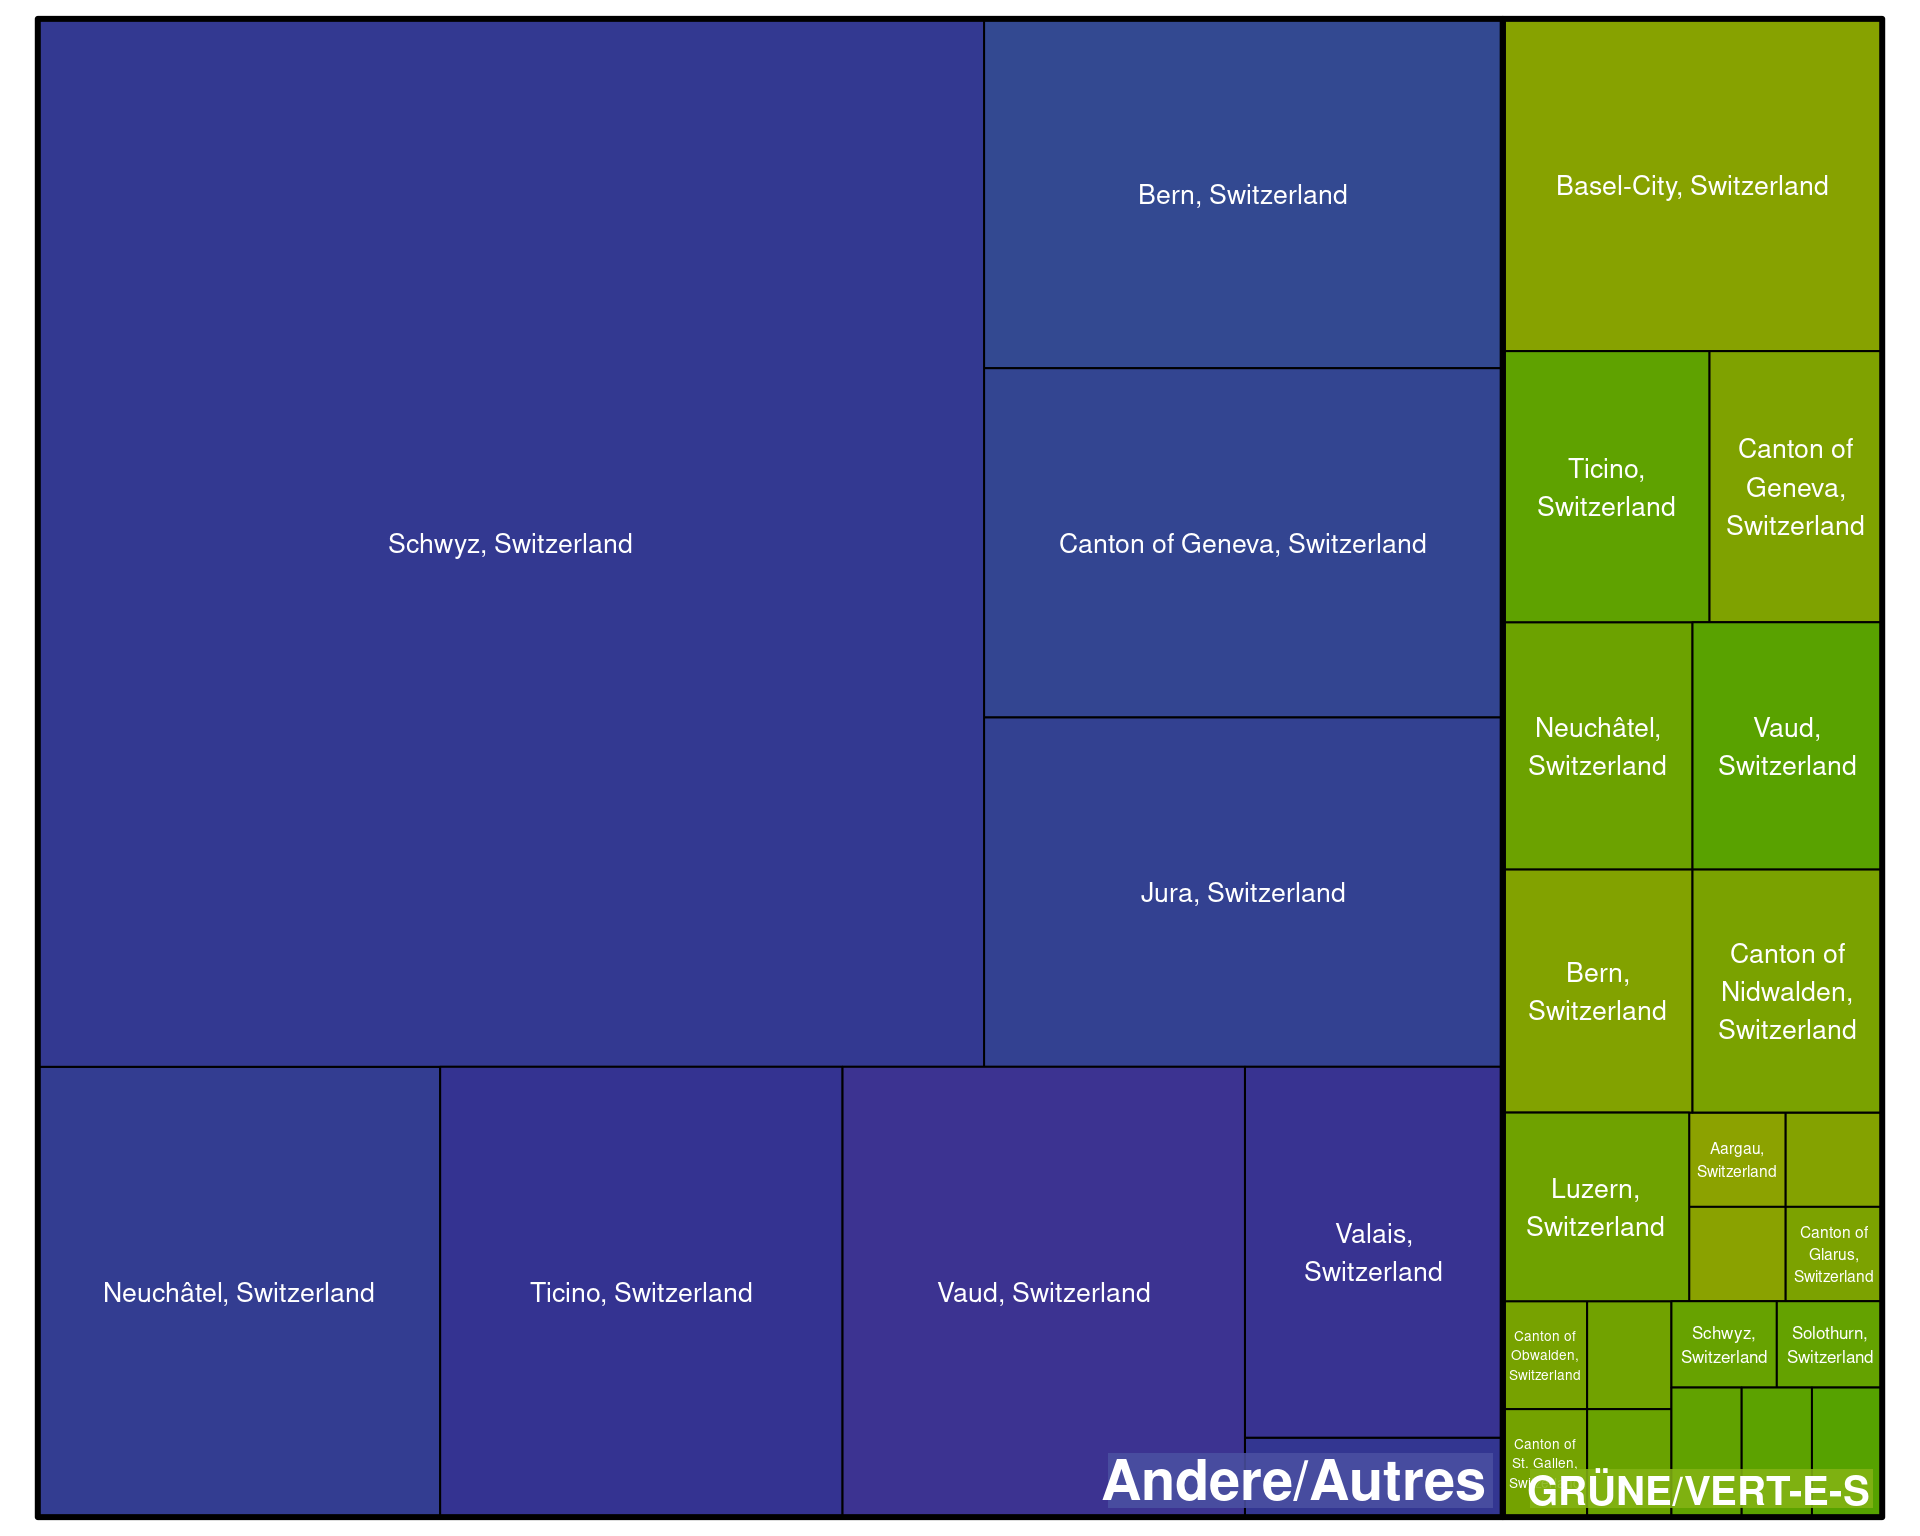 Schwyz, Switzerland
Bern, Switzerland
Canton of Geneva, Switzerland
Jura, Switzerland
Neuchâtel, Switzerland
Ticino, Switzerland
Vaud, Switzerland
Valais,
Switzerland
Andere/Autres
Basel-City, Switzerland
Ticino,
Switzerland
Canton of
Geneva,
Switzerland
Neuchâtel,
Switzerland
Vaud,
Switzerland
Bern,
Switzerland
Canton of
Nidwalden,
Switzerland
Luzern,
Switzerland
Aargau,
Switzerland
Canton of
Glarus,
Switzerland
Canton of
Obwalden,
Switzerland
Schwyz,
Switzerland
Solothurn,
Switzerland
Canton of
St. Gallen,
GRÜNE/VERT-E-S